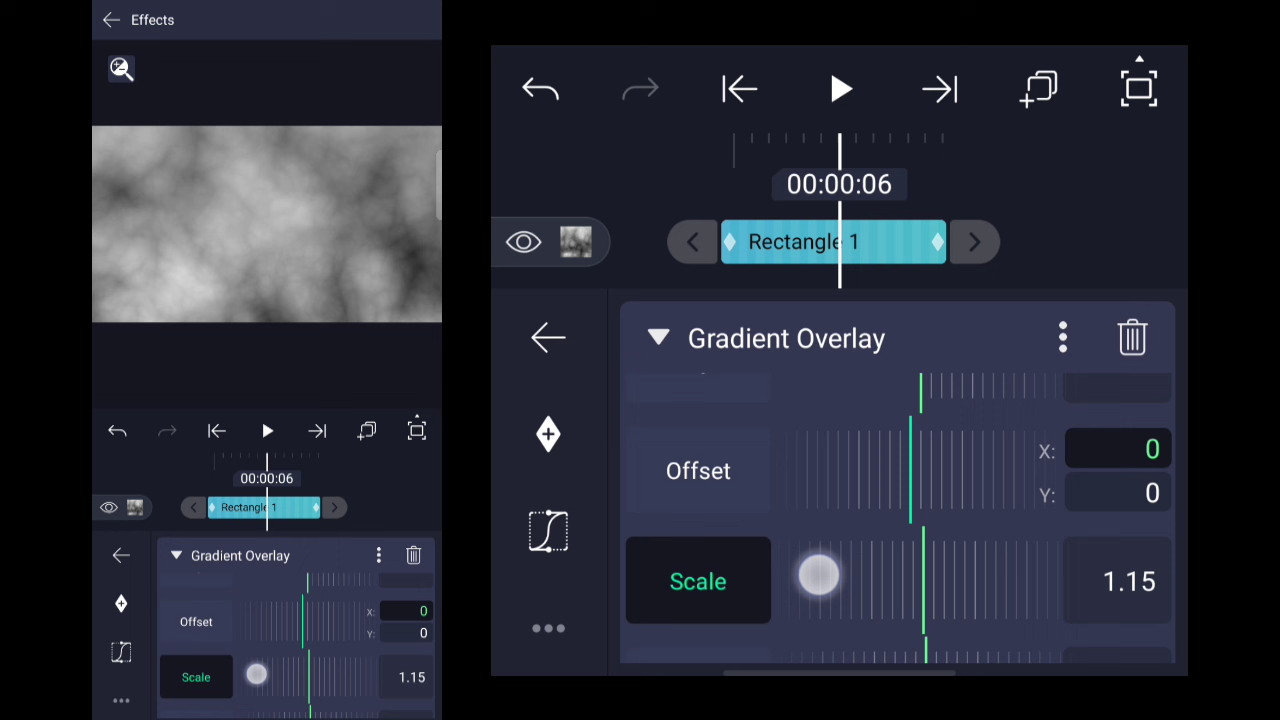 Effects
00:00:06
Rectangle 1
Gradient Overlay
Offset
X: 0
Y: 0
Scale
1.15
00:00:06
Rectangle 1
Gradient Overlay
Offset
X: 0
Y: 0
Scale
1.15